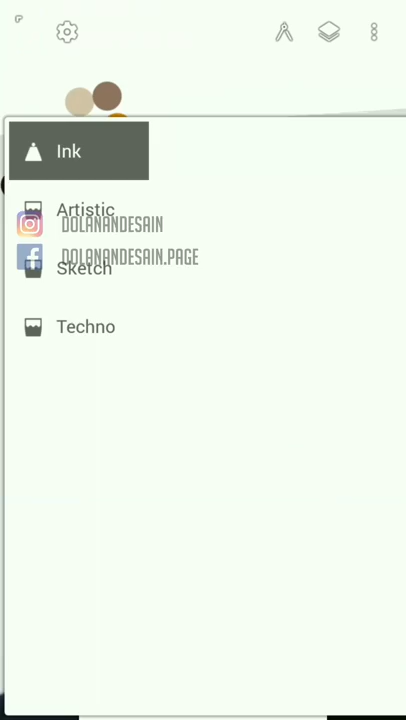 Ink
Artistic
DOLANANDESAIN
DOLANANDESAIN.PAGE
Sketch
Techno